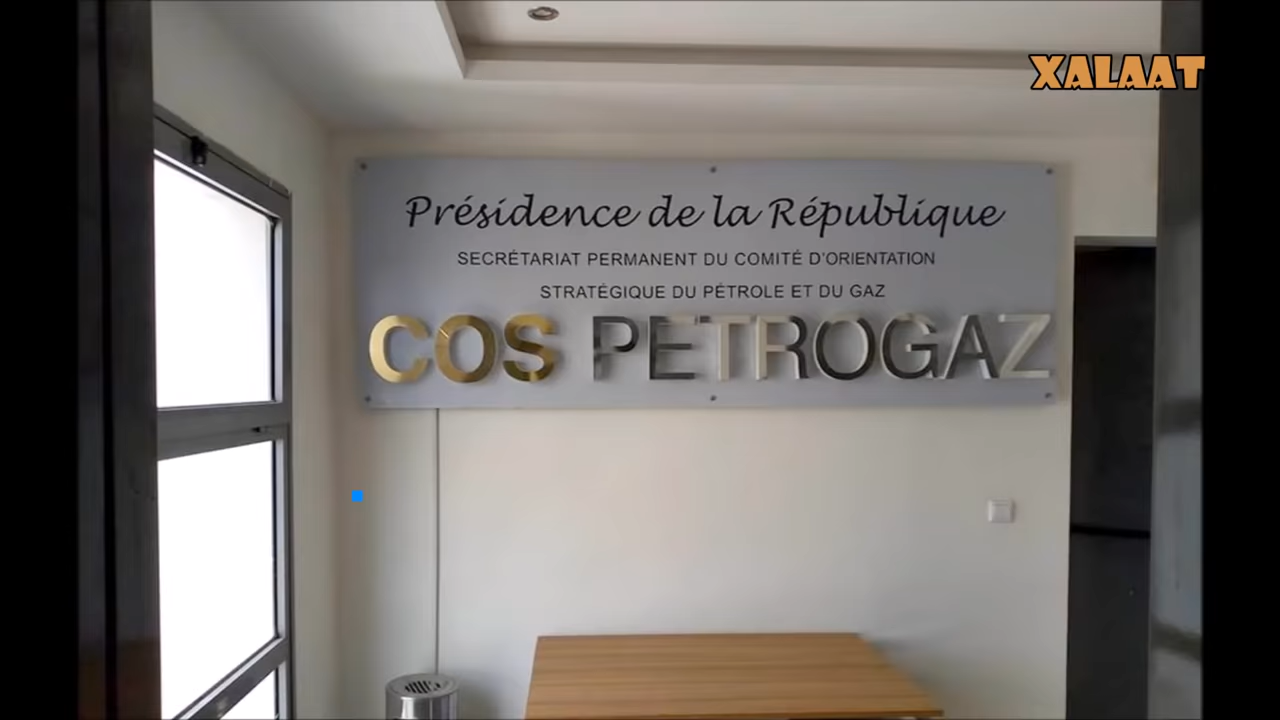 XALAAT
Présidence de la République
SECRÉTARIAT PERMANENT DU COMITÉ D'ORIENTATION
STRATÉGIQUE DU PÉTROLE ET DU GAZ
COS PETROGAZ